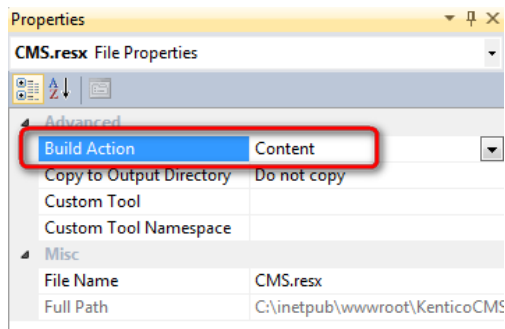 Properties
CMS.resx File Properties
Advanced
Build Action Content
Copy to Output Directory Do not copy
Custom Tool
Custom Tool Namespace
Misc
File Name CMS.resx
Full Path C:\inetpub\wwwroot\KenticoCMS